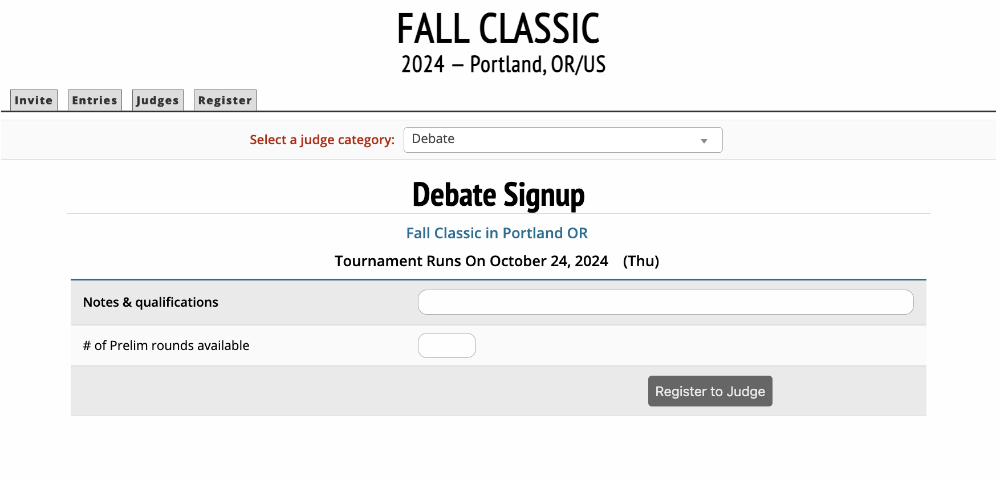 FALL CLASSIC
2024 — Portland, OR/US
Invite Entries Judges Register
Select a judge category: Debate
Debate Signup
Fall Classic in Portland OR
Tournament Runs On October 24, 2024 (Thu)
Notes & qualifications
# of Prelim rounds available
Register to Judge